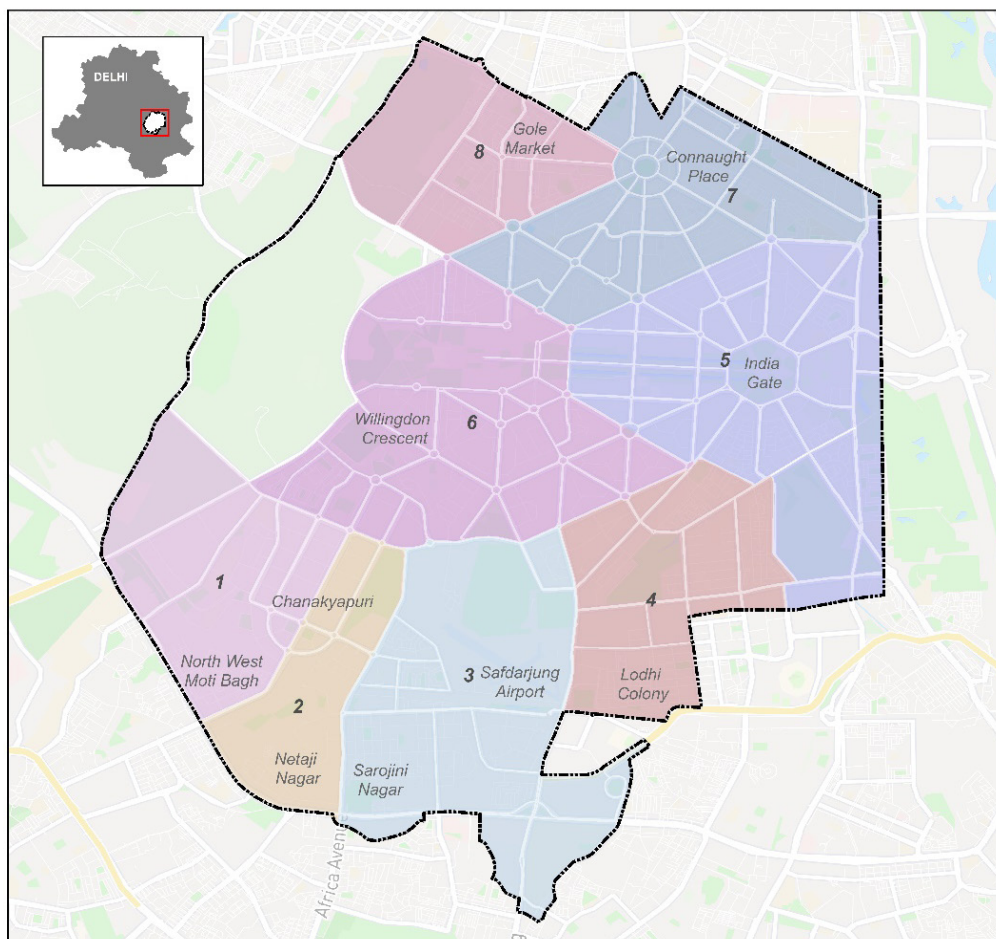 DELHI
Gole
Market
8
Connaught
Place
7
5
India
Gate
Willingdon
Crescent
6
1
Chanakyapuri
4
North West
Moti Bagh
3
Safdarjung
Airport
Lodhi
Colony
2
Netaji
Nagar
Sarojini
Nagar
Africa Avenu